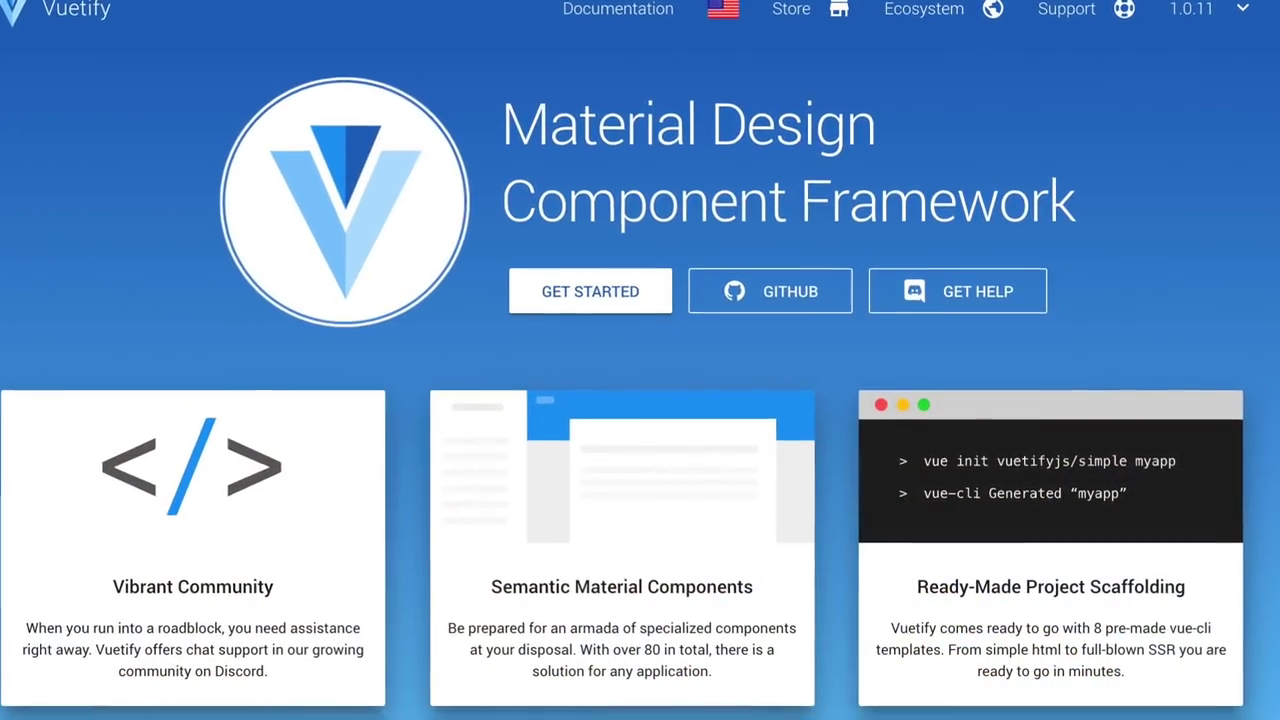 Vuetify
Documentation
Store
Ecosystem
Support
1.0.11
Material Design
Component Framework
GET STARTED
GITHUB
GET HELP
</>
> vue init vuetifyjs/simple myapp
> vue-cli Generated “myapp”
Vibrant Community
When you run into a roadblock, you need assistance
right away. Vuetify offers chat support in our growing
community on Discord.
Semantic Material Components
Be prepared for an armada of specialized components
at your disposal. With over 80 in total, there is a
solution for any application.
Ready-Made Project Scaffolding
Vuetify comes ready to go with 8 pre-made vue-cli
templates. From simple html to full-blown SSR you are
ready to go in minutes.